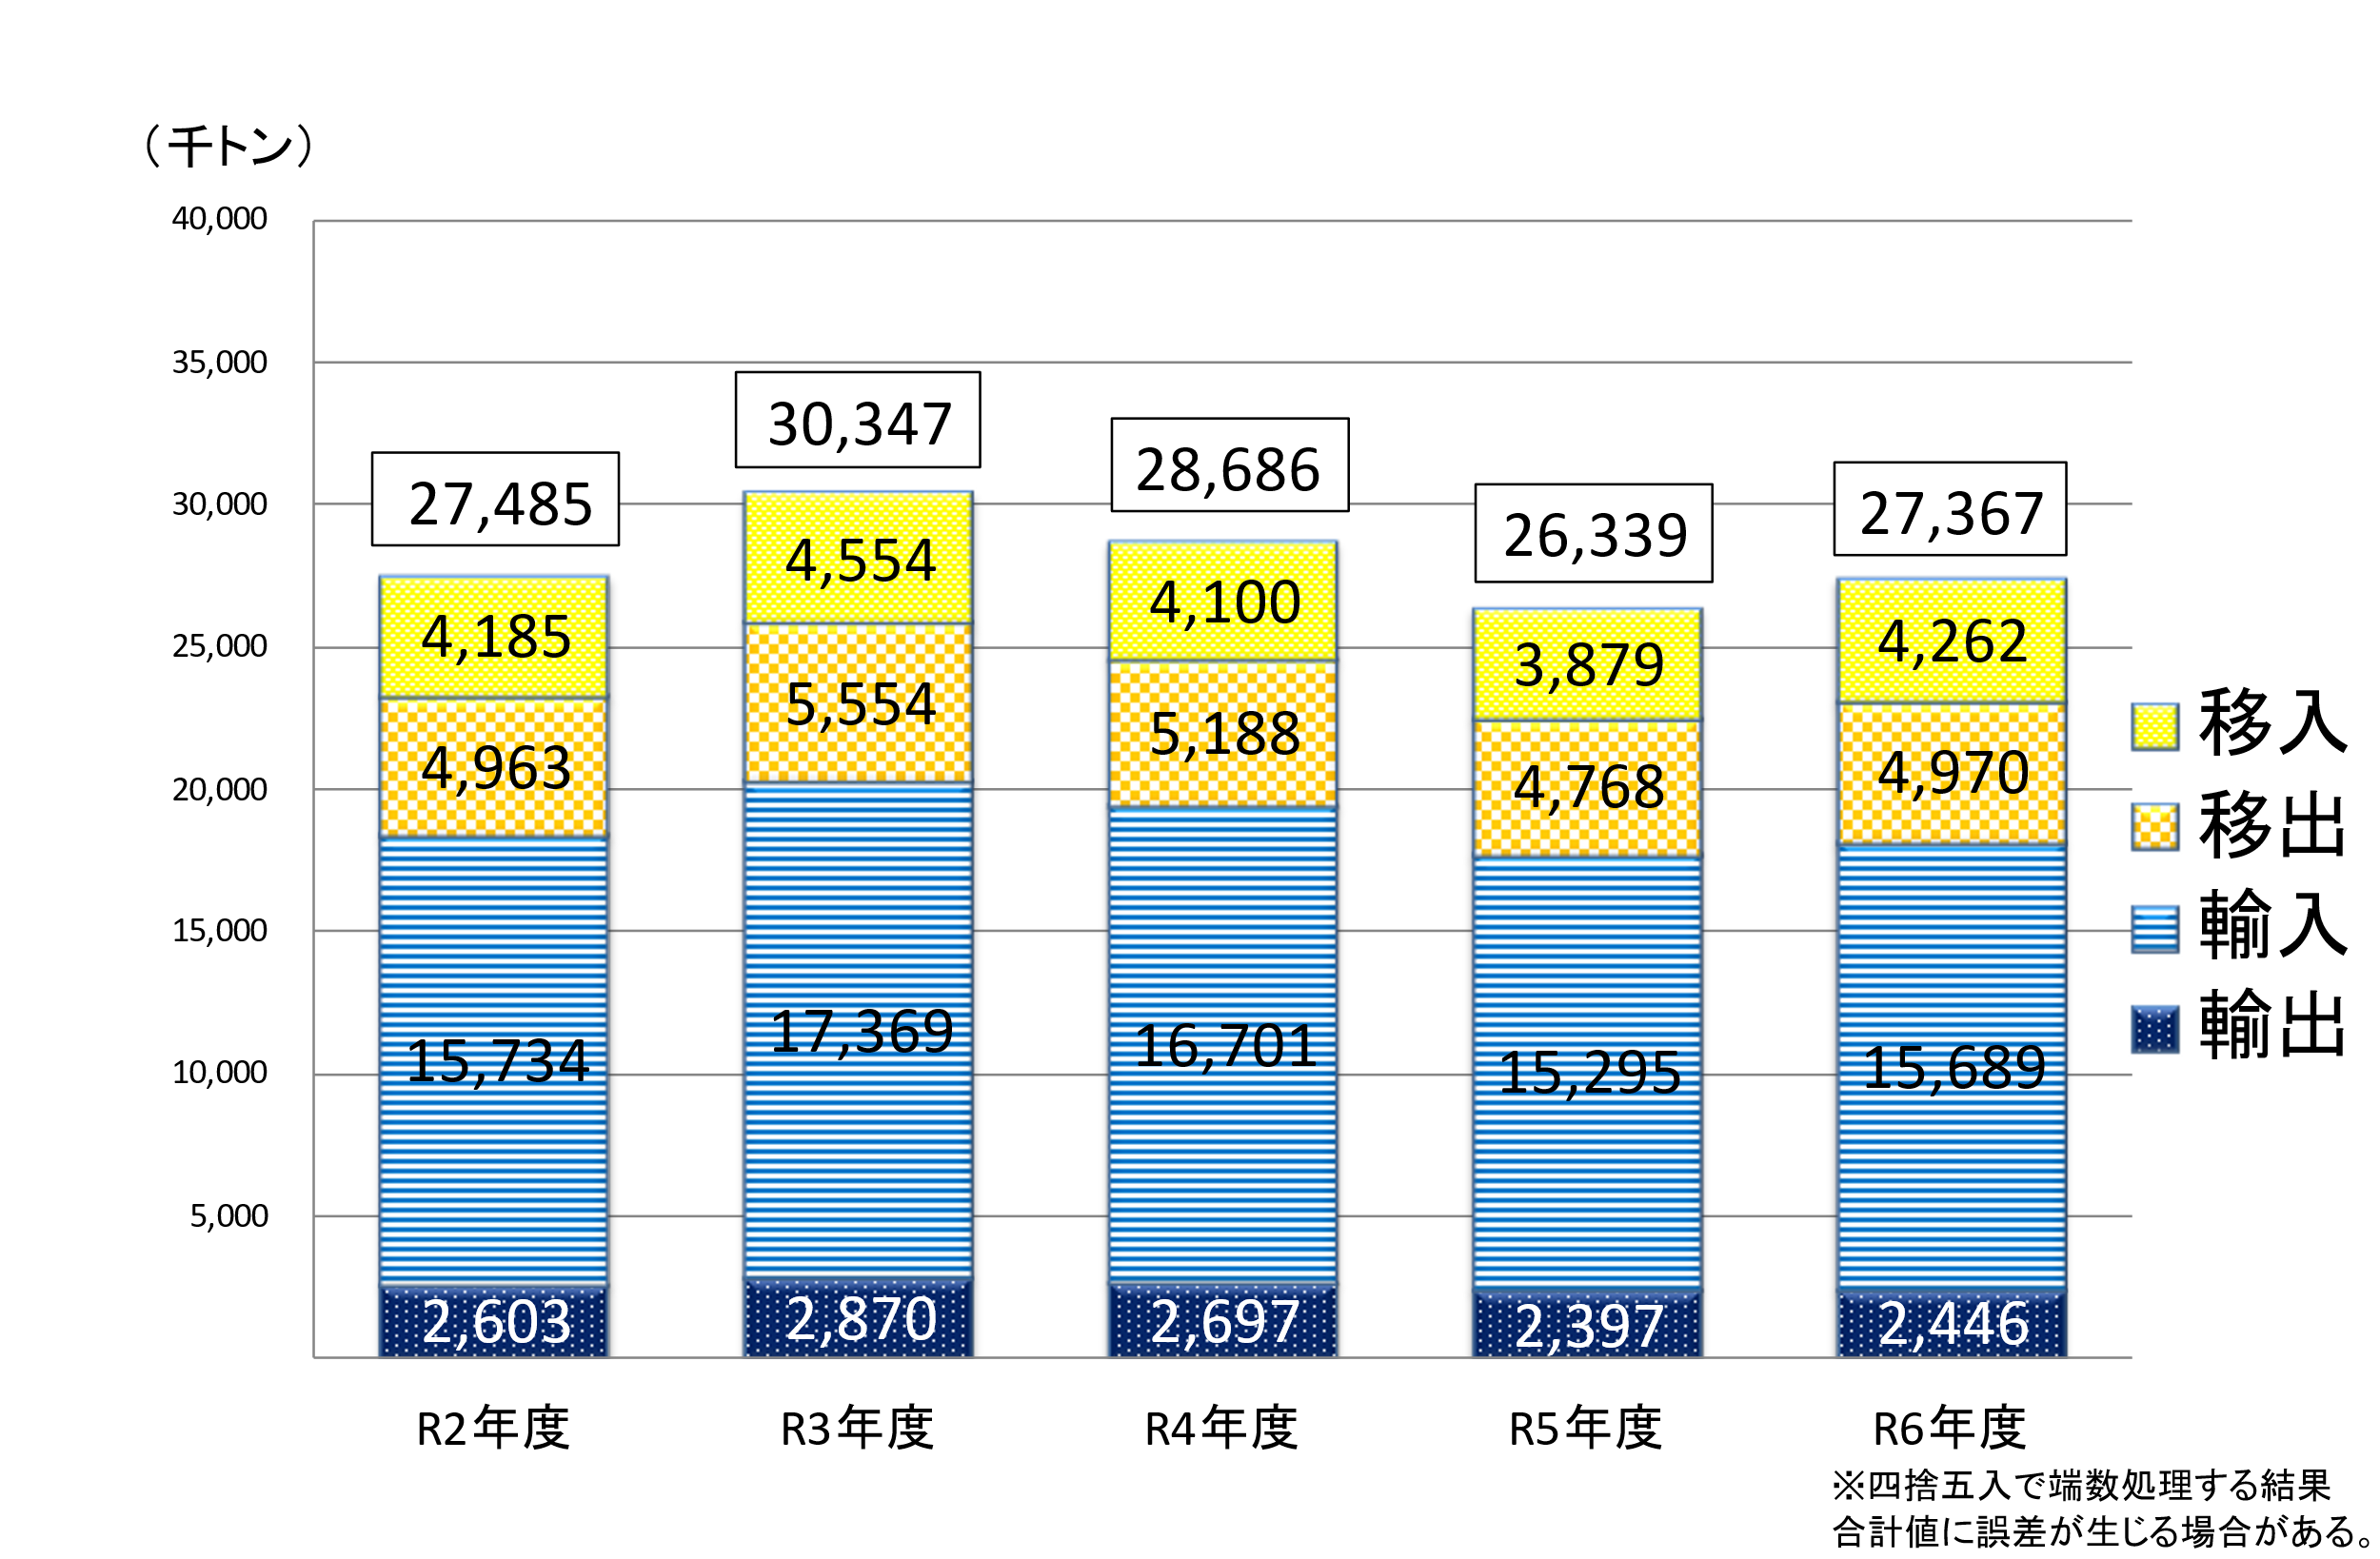 （千トン）
40,000
35,000
30,000
25,000
20,000
15,000
10,000
5,000
27,485
30,347
28,686
26,339
27,367
4,185
4,554
4,100
3,879
4,262
4,963
5,554
5,188
4,768
4,970
15,734
17,369
16,701
15,295
15,689
2,603
2,870
2,697
2,397
2,446
R2年度
R3年度
R4年度
R5年度
R6年度
移入
移出
輸入
輸出
※四捨五入で端数処理する結果
合計値に誤差が生じる場合がある。